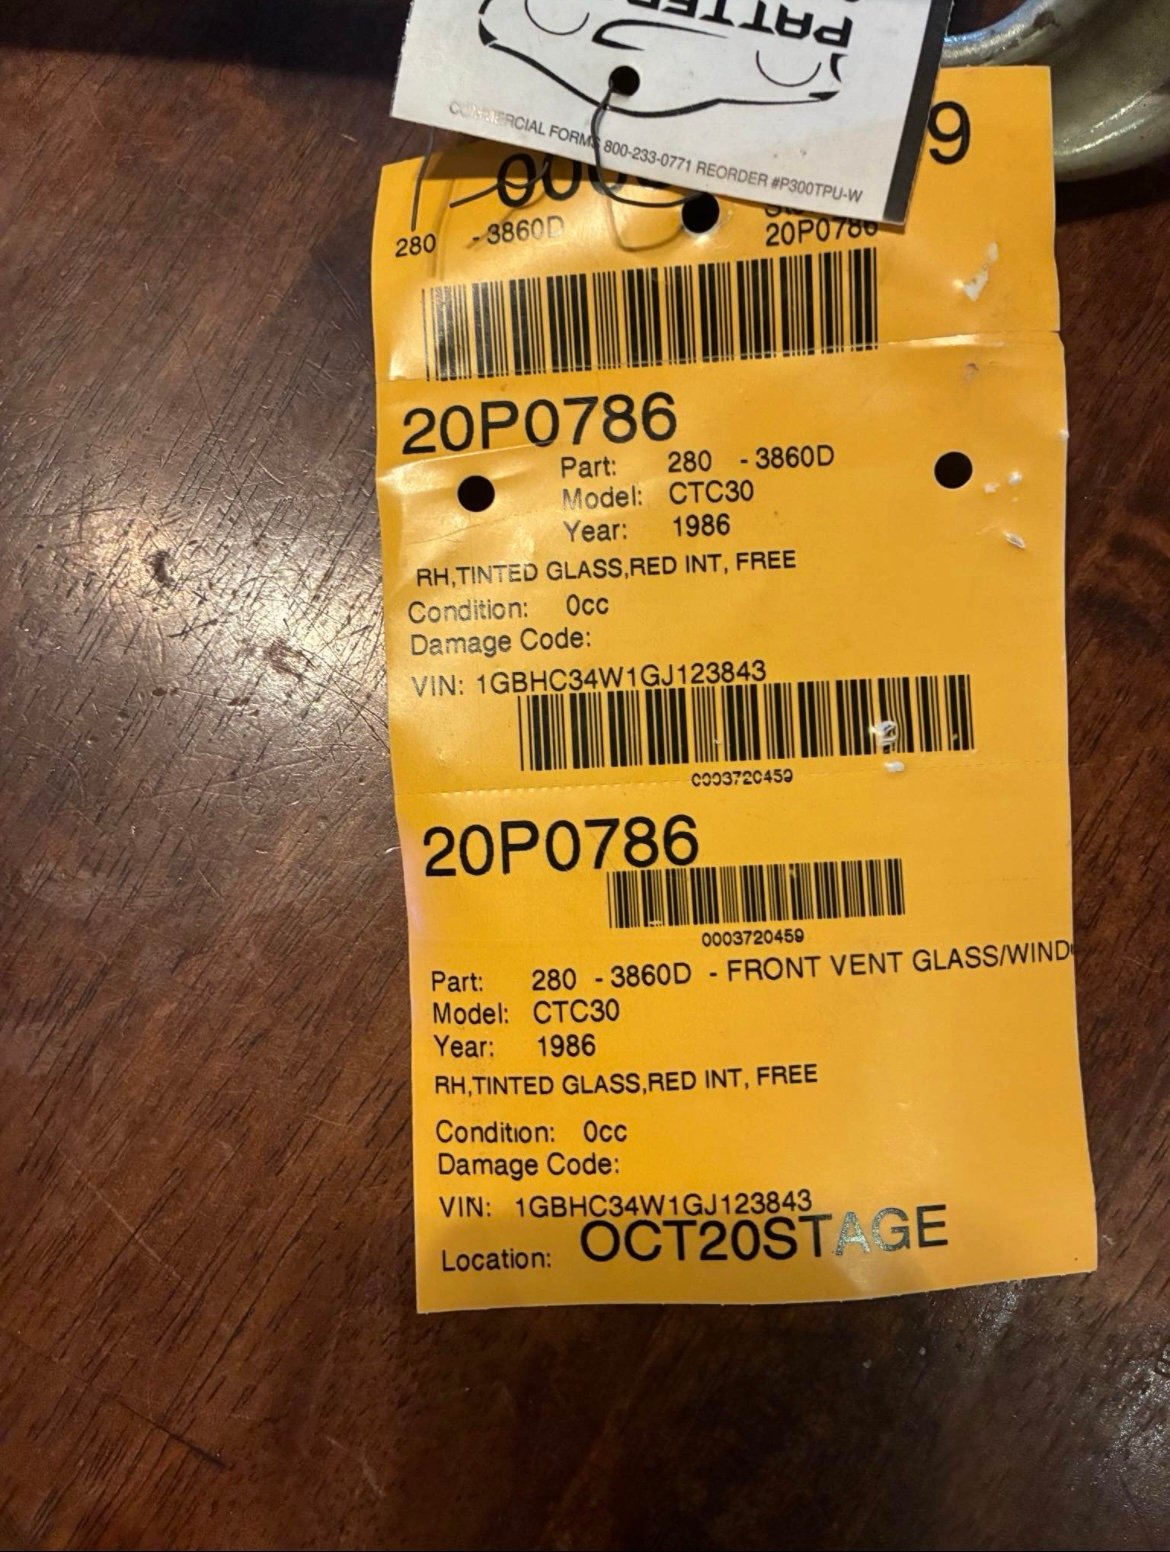 PATTER
COMMERCIAL FORMS 800-233-0771 REORDER #P300TPU-W
9
280 -3860D
20P0786
20P0786
Part: 280 -3860D
Model: CTC30
Year: 1986
RH,TINTED GLASS,RED INT, FREE
Condition: 0cc
Damage Code:
VIN: 1GBHC34W1GJ123843
0003720459
20P0786
0003720459
Part: 280 -3860D - FRONT VENT GLASS/WIND
Model: CTC30
Year: 1986
RH,TINTED GLASS,RED INT, FREE
Condition: 0cc
Damage Code:
VIN: 1GBHC34W1GJ123843
Location: OCT20STAGE